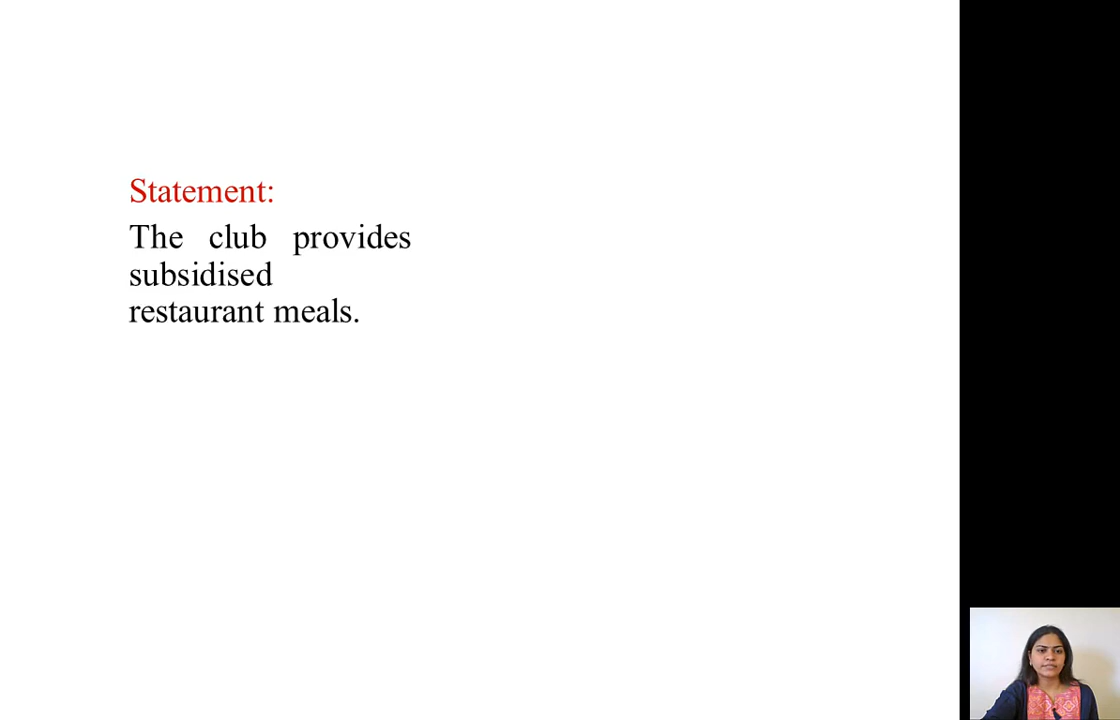 Statement:
The club provides
subsidised
restaurant meals.